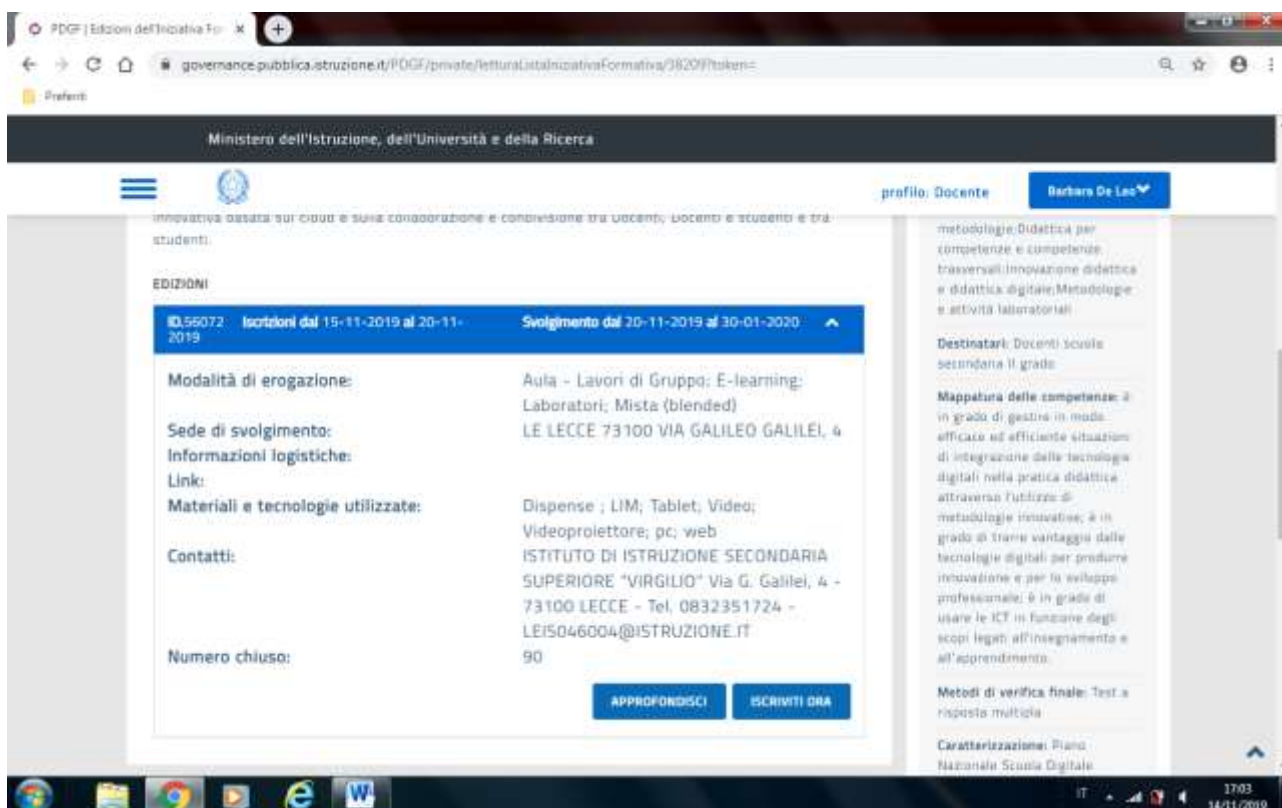 PDGF | Edizioni dell'Iniziativa For
governance.pubblica.istruzione.it/PDGF/private/letturaListaIniziativaFormativa/38209?token=
Preferiti
Ministero dell'Istruzione, dell'Università e della Ricerca
profilo: Docente
Barbara De Leo
innovativa basata sul cloud e sulla collaborazione e condivisione tra Docenti, Docenti e studenti e tra
studenti.
EDIZIONI
ID.56072 Iscrizioni dal 15-11-2019 al 20-11-
2019
Svolgimento dal 20-11-2019 al 30-01-2020
Modalità di erogazione:
Aula - Lavori di Gruppo; E-learning;
Laboratori; Mista (blended)
Sede di svolgimento:
LE LECCE 73100 VIA GALILEO GALILEI, 4
Informazioni logistiche:
Link:
Materiali e tecnologie utilizzate:
Dispense ; LIM; Tablet; Video;
Videoproiettore; pc; web
Contatti:
ISTITUTO DI ISTRUZIONE SECONDARIA
SUPERIORE "VIRGILIO" Via G. Galilei, 4 -
73100 LECCE - Tel. 0832351724 -
LEIS046004@ISTRUZIONE.IT
Numero chiuso:
90
APPROFONDISCI
ISCRIVITI ORA
metodologie;Didattica per
competenze e competenze
trasversali;Innovazione didattica
e didattica digitale;Metodologie
e attività laboratoriali
Destinatari: Docenti scuola
secondaria II grado
Mappatura delle competenze: è
in grado di gestire in modo
efficace ed efficiente situazioni
di integrazione delle tecnologie
digitali nella pratica didattica
attraverso l'utilizzo di
metodologie innovative; è in
grado di trarre vantaggio dalle
tecnologie digitali per produrre
innovazione e per lo sviluppo
professionale; è in grado di
usare le ICT in funzione degli
scopi legati all'insegnamento e
all'apprendimento.
Metodi di verifica finale: Test a
risposta multipla
Caratterizzazione: Piano
Nazionale Scuola Digitale
IT
17:03
14/11/2019